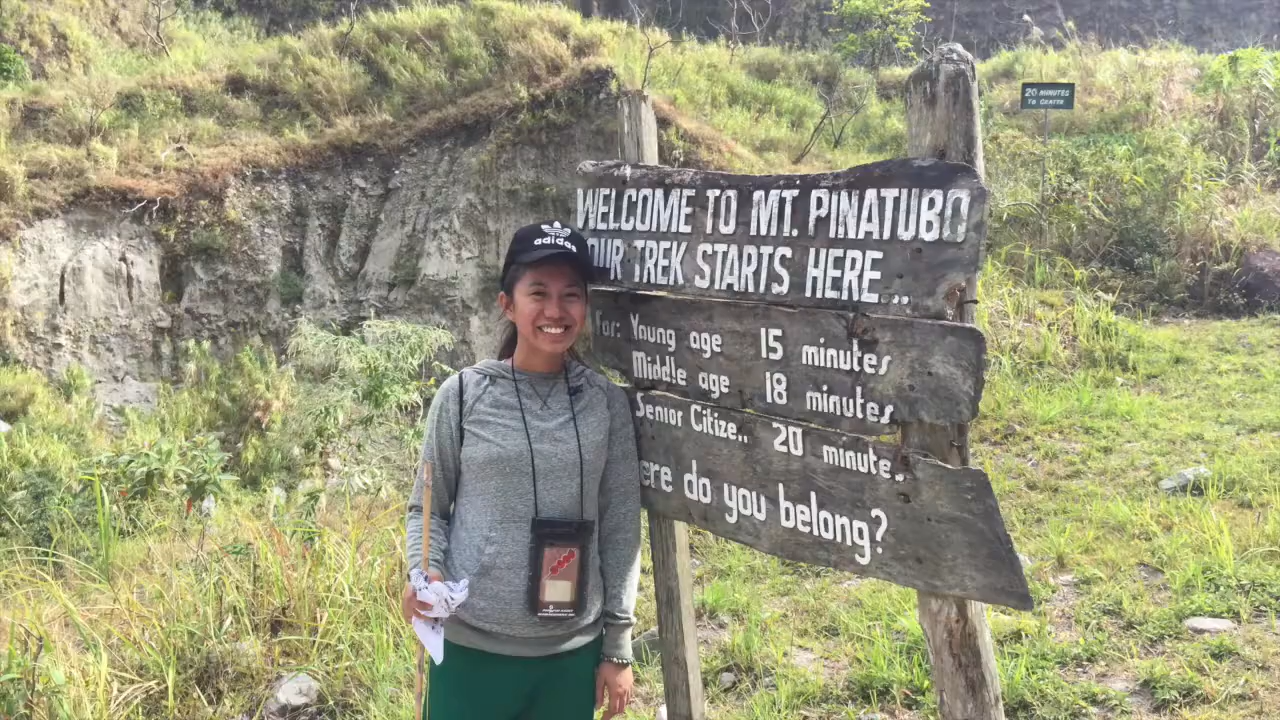 20 MINUTES
TO CRATER
WELCOME TO MT. PINATUBO
OUR TREK STARTS HERE...
adidas
For: Young age 15 minutes
Middle age 18 minutes
Senior Citize.. 20 minute.
ere do you belong?